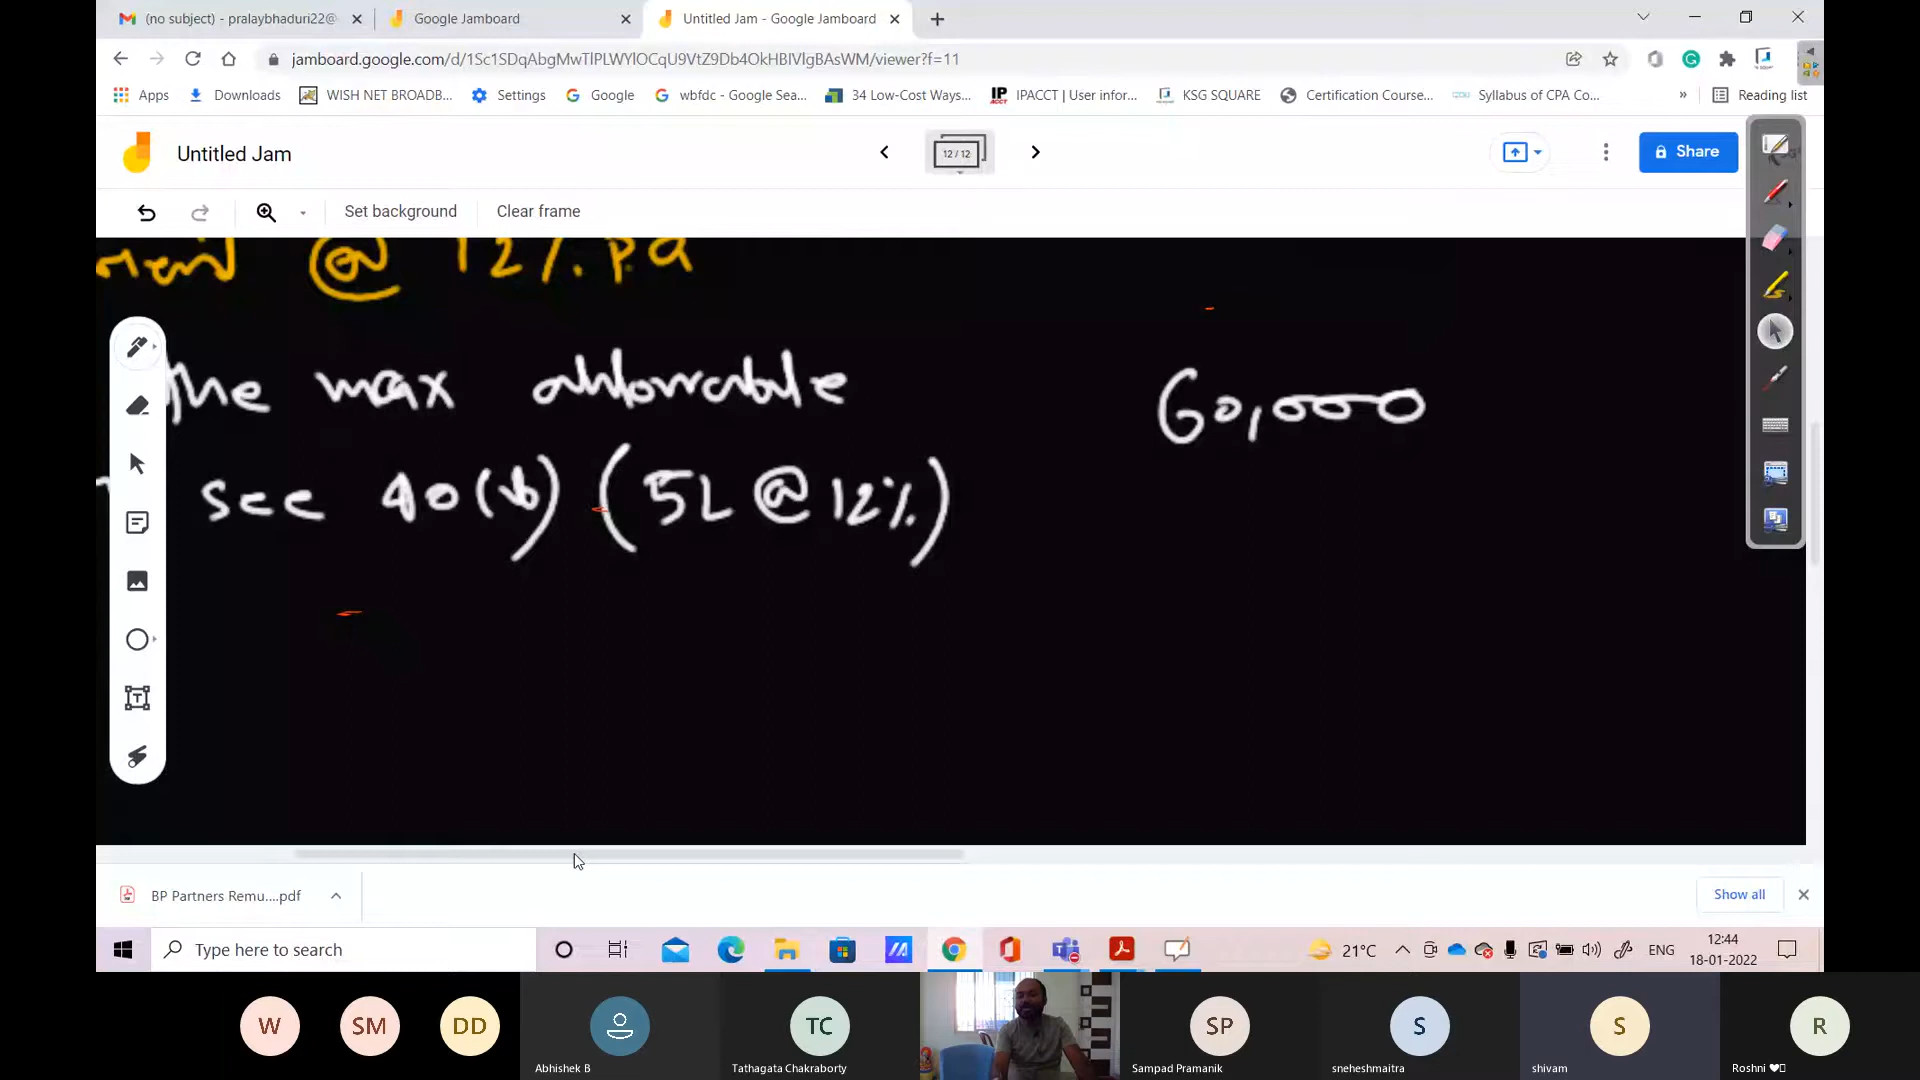 (no subject) - pralaybhaduri22@
Google Jamboard
Untitled Jam - Google Jamboard
jamboard.google.com/d/1Sc1SDqAbgMwTlPLWYlOCqU9VtZ9Db4OkHBIVlgBAsWM/viewer?f=11
Apps Downloads WISH NET BROADB... Settings Google wbfdc - Google Sea... 34 Low-Cost Ways... IP ACCT IPACCT | User infor... KSG SQUARE Certification Course... Syllabus of CPA Co... » Reading list
Untitled Jam
12 / 12
Share
Set background Clear frame
@ 12%. pa
the max allowable
60,000
sec 40(b) (5L @ 12%)
BP Partners Remu....pdf
Show all
Type here to search
21°C ENG
12:44
18-01-2022
W SM DD TC SP S S R
Abhishek B Tathagata Chakraborty Sampad Pramanik sneheshmaitra shivam Roshni ❤